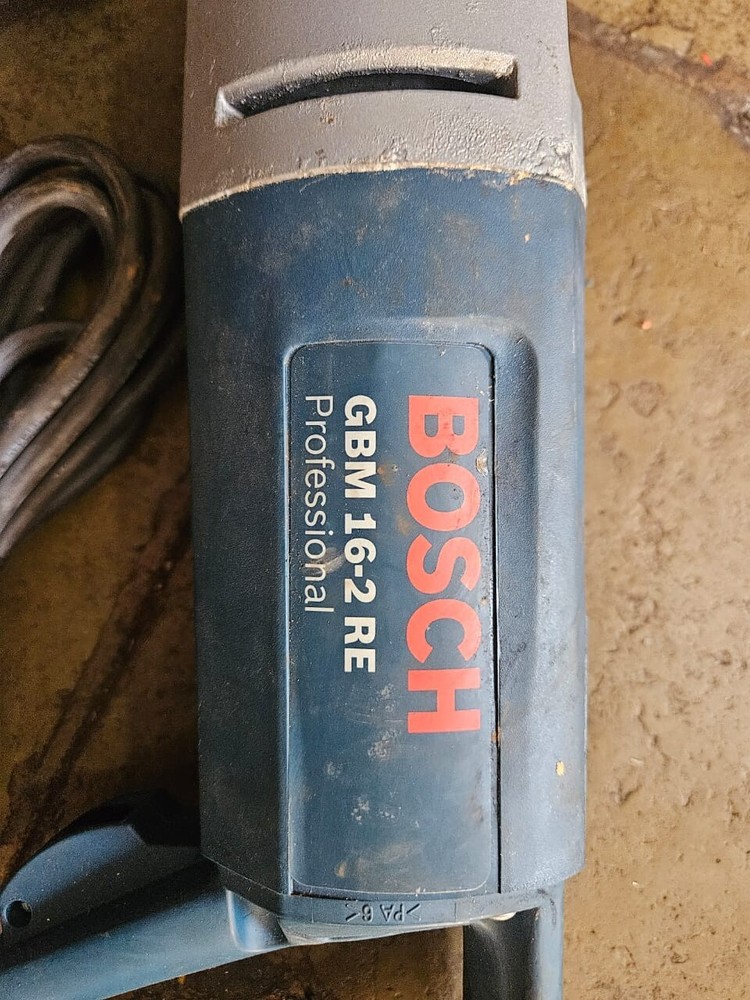 BOSCH
GBM 16-2 RE
Professional
>PA 6<